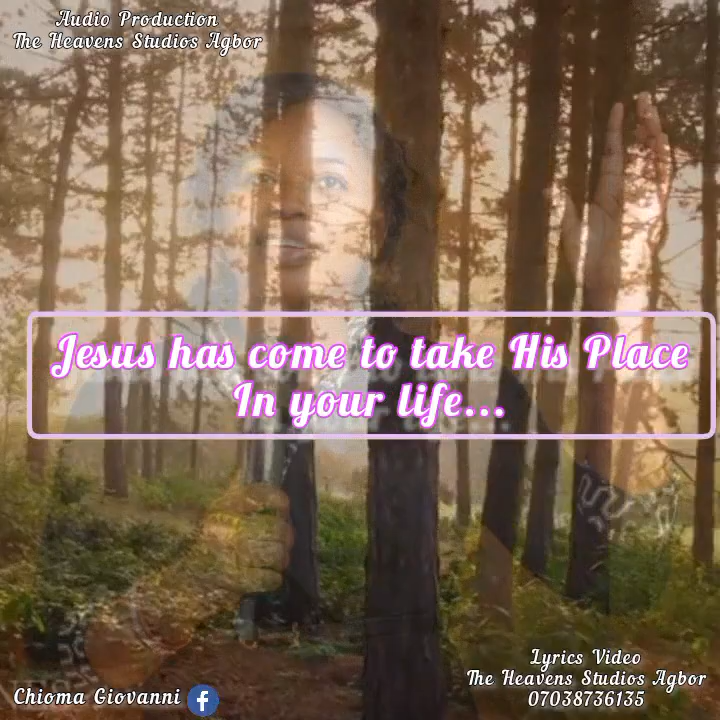 Audio Production
The Heavens Studios Agbor
Jesus has come to take His Place
In your life...
Lyrics Video
The Heavens Studios Agbor
07038736135
Chioma Giovanni